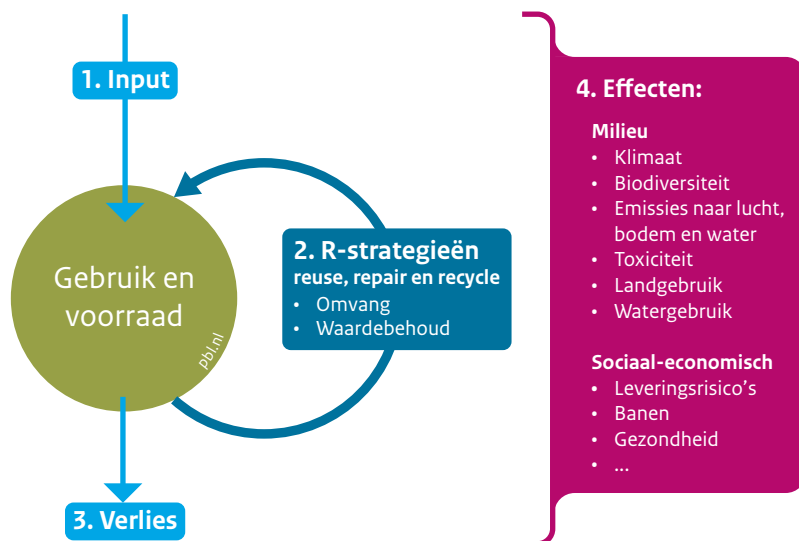 1. Input
Gebruik en
voorraad
pbl.nl
2. R-strategieën
reuse, repair en recycle
• Omvang
• Waardebehoud
3. Verlies
4. Effecten:
Milieu
• Klimaat
• Biodiversiteit
• Emissies naar lucht,
bodem en water
• Toxiciteit
• Landgebruik
• Watergebruik
Sociaal-economisch
• Leveringsrisico’s
• Banen
• Gezondheid
• ...